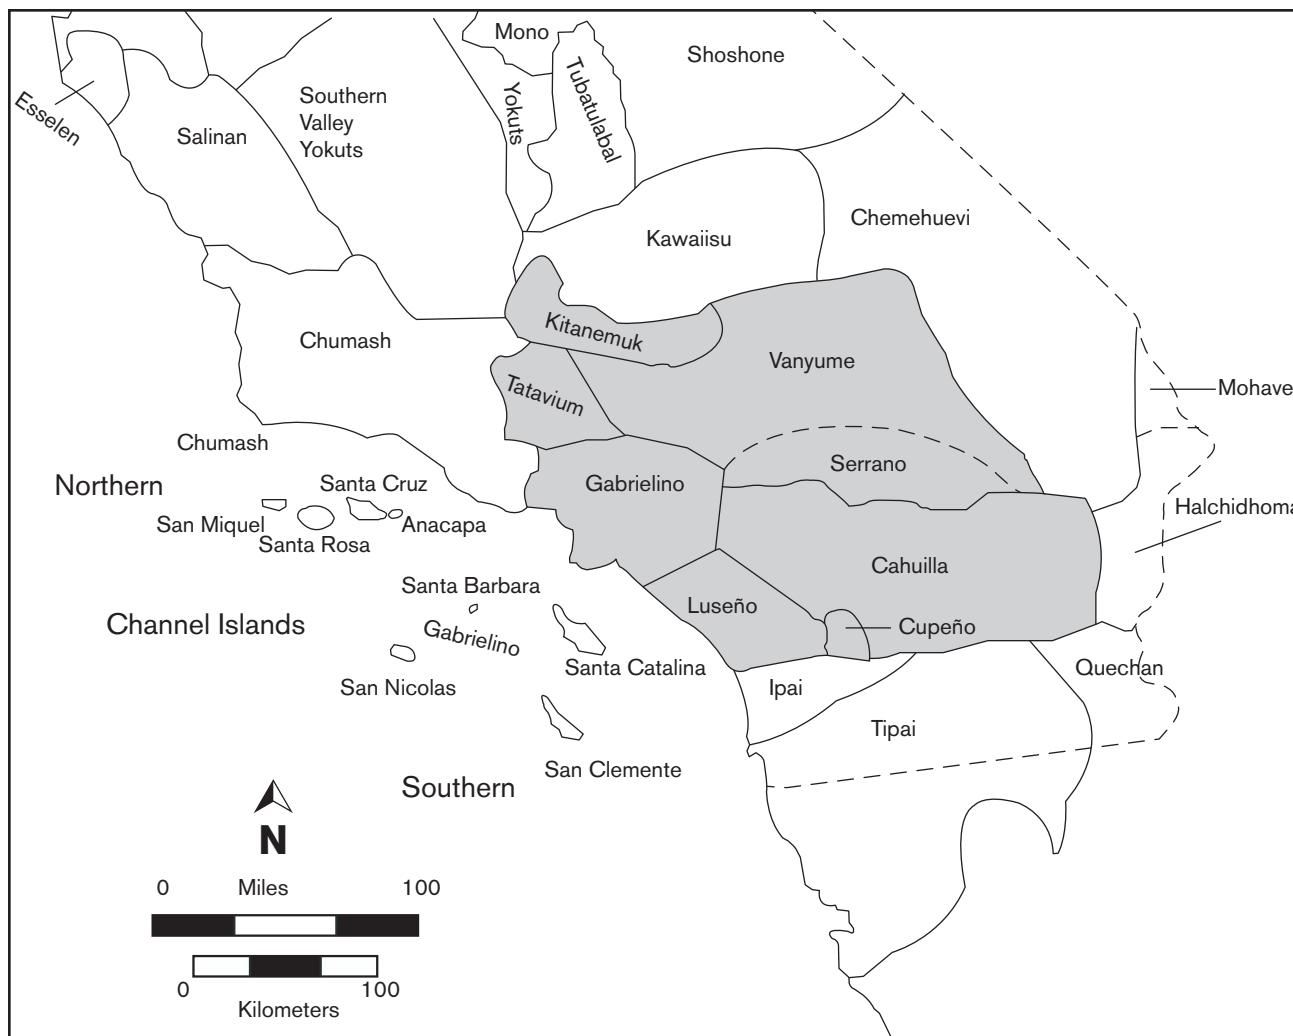 Mono
Shoshone
Esselen
Salinan
Southern
Valley
Yokuts
Yokuts
Tubatulabal
Kawaiisu
Chemehuevi
Chumash
Kitanemuk
Tatavium
Vanyume
Mohave
Chumash
Northern
Santa Cruz
San Miquel
Santa Rosa
Anacapa
Gabrielino
Serrano
Halchidhoma
Cahuilla
Santa Barbara
Luseño
Cupeño
Channel Islands
Gabrielino
San Nicolas
Santa Catalina
Ipai
Quechan
Tipai
San Clemente
Southern
N
0 Miles 100
0 100
Kilometers